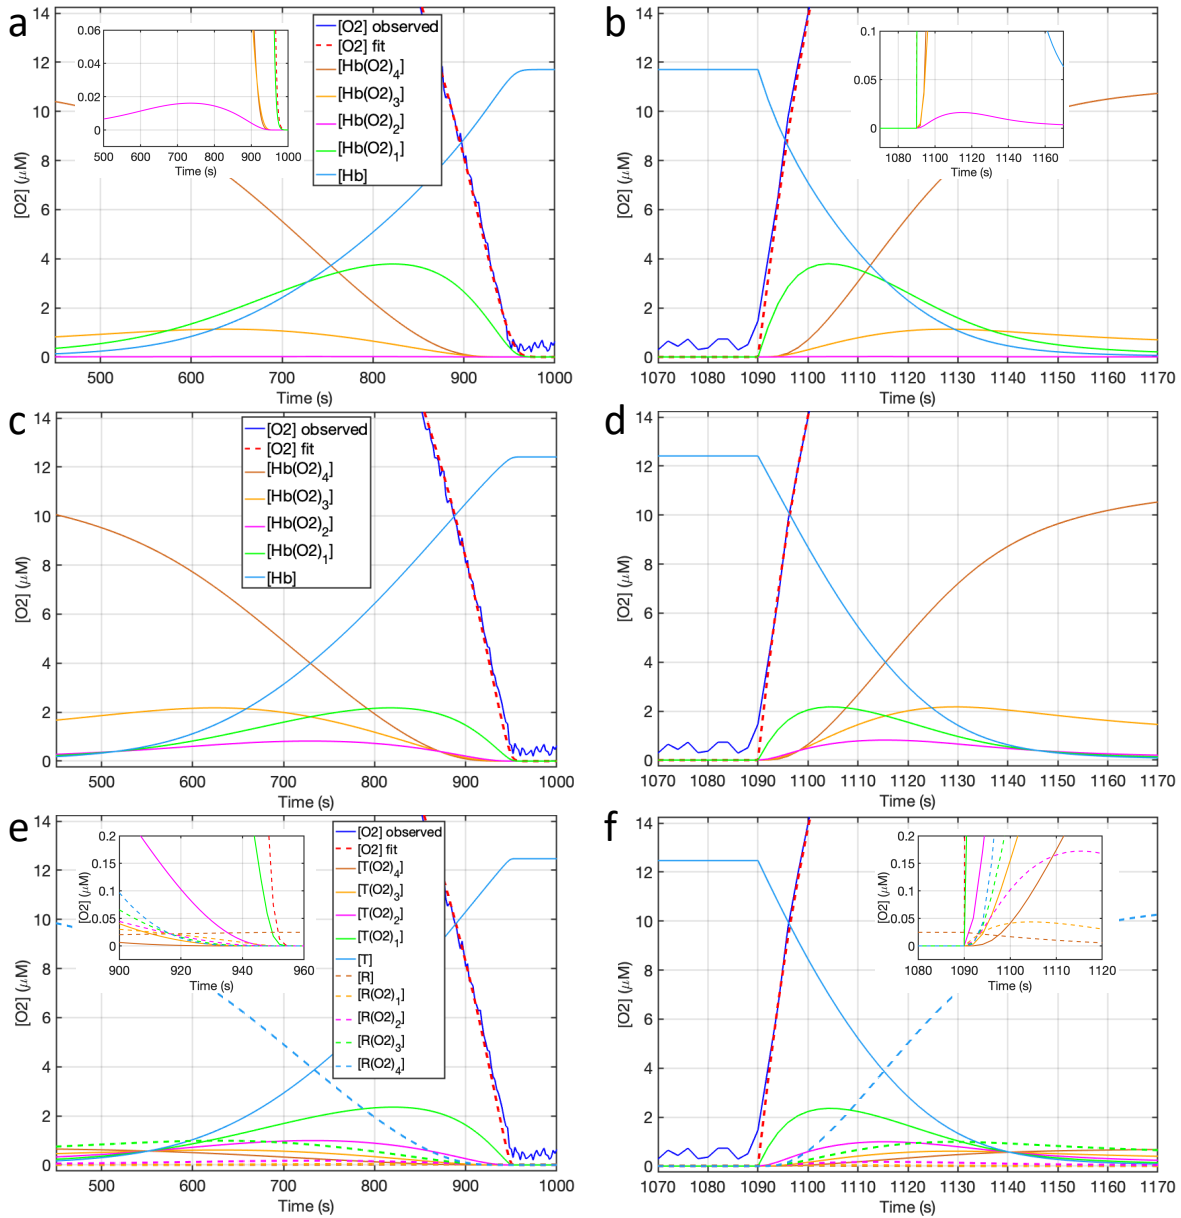 a
14
12
10
8
6
4
2
0
[O2] (μM)
500 600 700 800 900 1000
Time (s)
0.06
0.04
0.02
0
500 600 700 800 900 1000
Time (s)
[O2] observed
[O2] fit
[Hb(O2)4]
[Hb(O2)3]
[Hb(O2)2]
[Hb(O2)1]
[Hb]
b
14
12
10
8
6
4
2
0
[O2] (μM)
1070 1080 1090 1100 1110 1120 1130 1140 1150 1160 1170
Time (s)
0.1
0.05
0
1080 1100 1120 1140 1160
Time (s)
c
14
12
10
8
6
4
2
0
[O2] (μM)
500 600 700 800 900 1000
Time (s)
[O2] observed
[O2] fit
[Hb(O2)4]
[Hb(O2)3]
[Hb(O2)2]
[Hb(O2)1]
[Hb]
d
14
12
10
8
6
4
2
0
[O2] (μM)
1070 1080 1090 1100 1110 1120 1130 1140 1150 1160 1170
Time (s)
e
14
12
10
8
6
4
2
0
[O2] (μM)
500 600 700 800 900 1000
Time (s)
0.2
0.15
0.1
0.05
0
[O2] (μM)
900 920 940 960
Time (s)
[O2] observed
[O2] fit
[T(O2)4]
[T(O2)3]
[T(O2)2]
[T(O2)1]
[T]
[R]
[R(O2)1]
[R(O2)2]
[R(O2)3]
[R(O2)4]
f
14
12
10
8
6
4
2
0
[O2] (μM)
1070 1080 1090 1100 1110 1120 1130 1140 1150 1160 1170
Time (s)
0.2
0.15
0.1
0.05
0
[O2] (μM)
1080 1090 1100 1110 1120
Time (s)